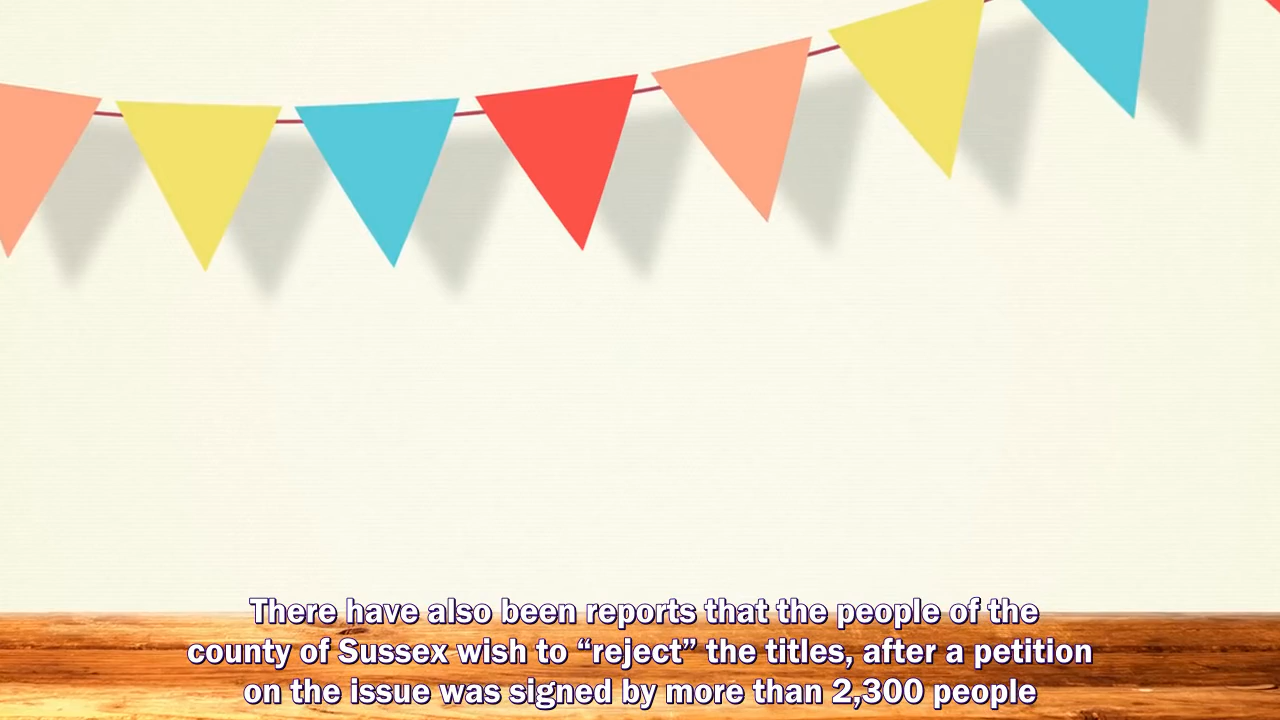 There have also been reports that the people of the
county of Sussex wish to “reject” the titles, after a petition
on the issue was signed by more than 2,300 people